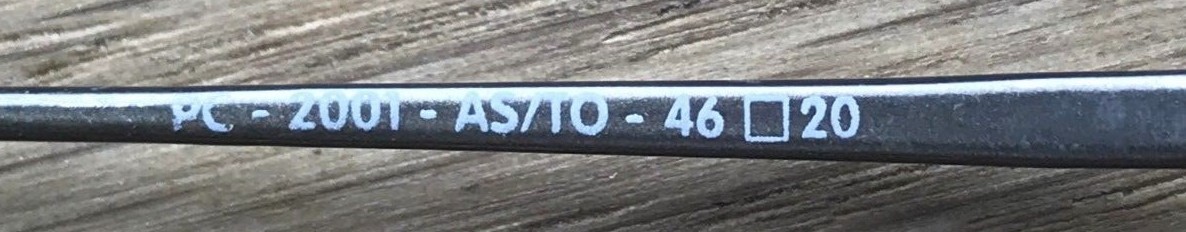 PC - 2001 - AS/TO - 46 □ 20